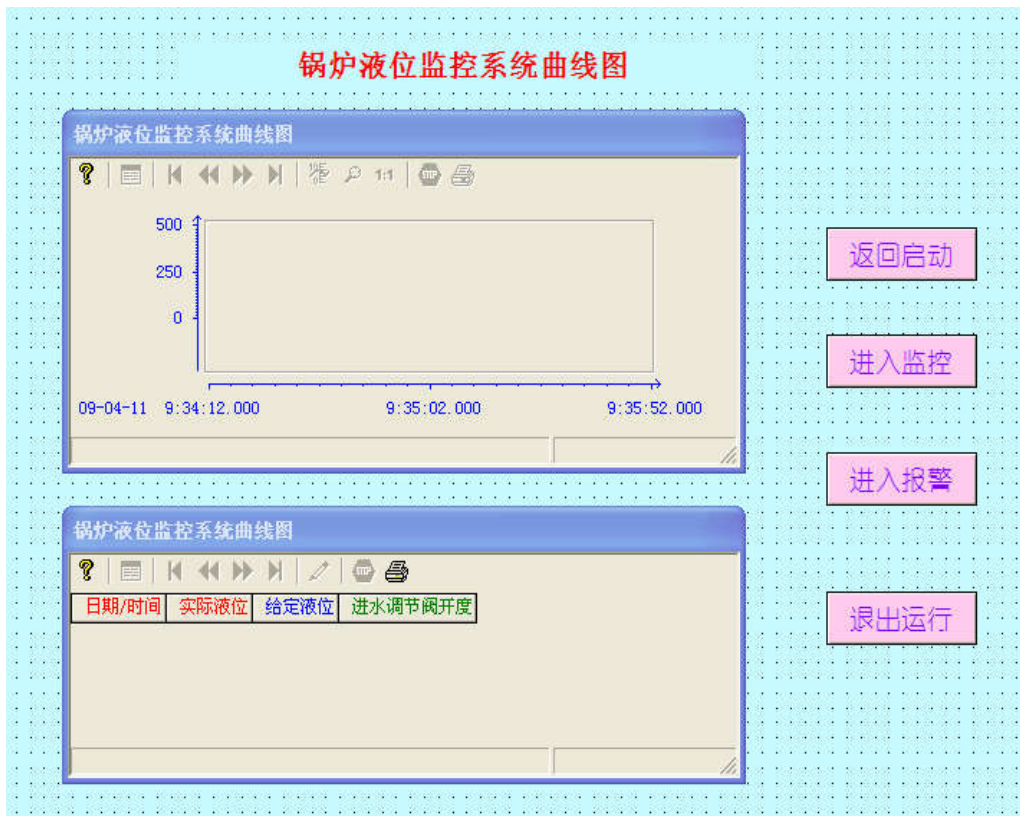 锅炉液位监控系统曲线图
锅炉液位监控系统曲线图
1:1 STOP
500
250
0
09-04-11 9:34:12.000 9:35:02.000 9:35:52.000
锅炉液位监控系统曲线图
STOP
日期/时间 实际液位 给定液位 进水调节阀开度
返回启动
进入监控
进入报警
退出运行